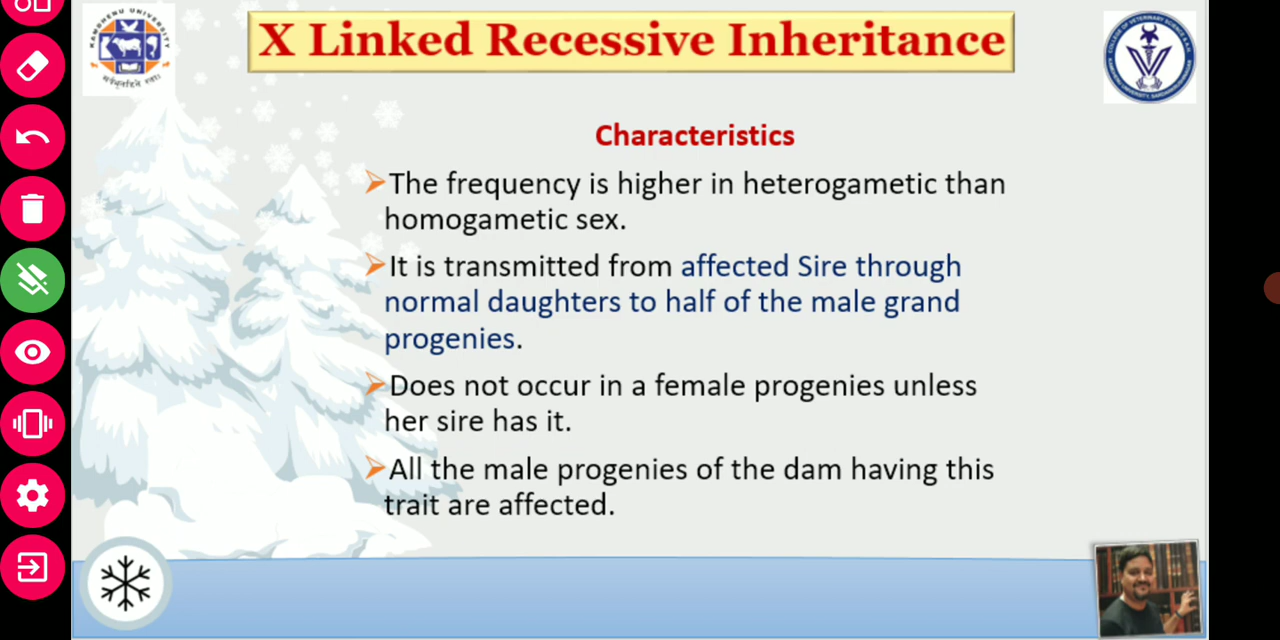 KAMDHENU UNIVERSITY
X Linked Recessive Inheritance
Characteristics
➢The frequency is higher in heterogametic than
homogametic sex.
➢It is transmitted from affected Sire through
normal daughters to half of the male grand
progenies.
➢Does not occur in a female progenies unless
her sire has it.
➢All the male progenies of the dam having this
trait are affected.